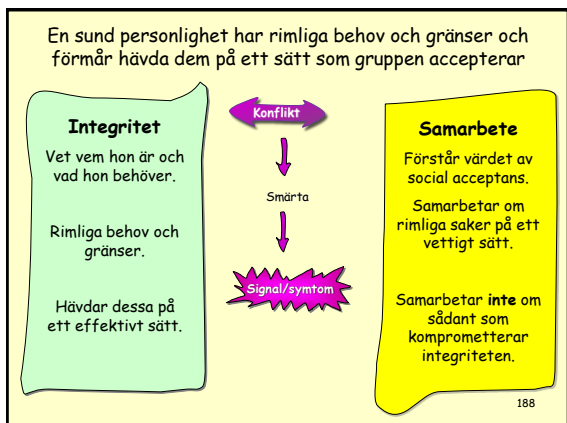 En sund personlighet har rimliga behov och gränser och
förmår hävda dem på ett sätt som gruppen accepterar
Integritet
Vet vem hon är och
vad hon behöver.
Rimliga behov och
gränser.
Hävdar dessa på
ett effektivt sätt.
Konflikt
Smärta
Signal/symtom
Samarbete
Förstår värdet av
social acceptans.
Samarbetar om
rimliga saker på ett
vettigt sätt.
Samarbetar inte om
sådant som
komprometterar
integriteten.
188